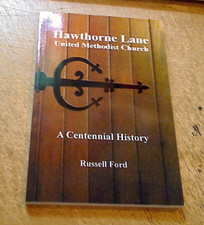 Hawthorne Lane
United Methodist Church
A Centennial History
Russell Ford